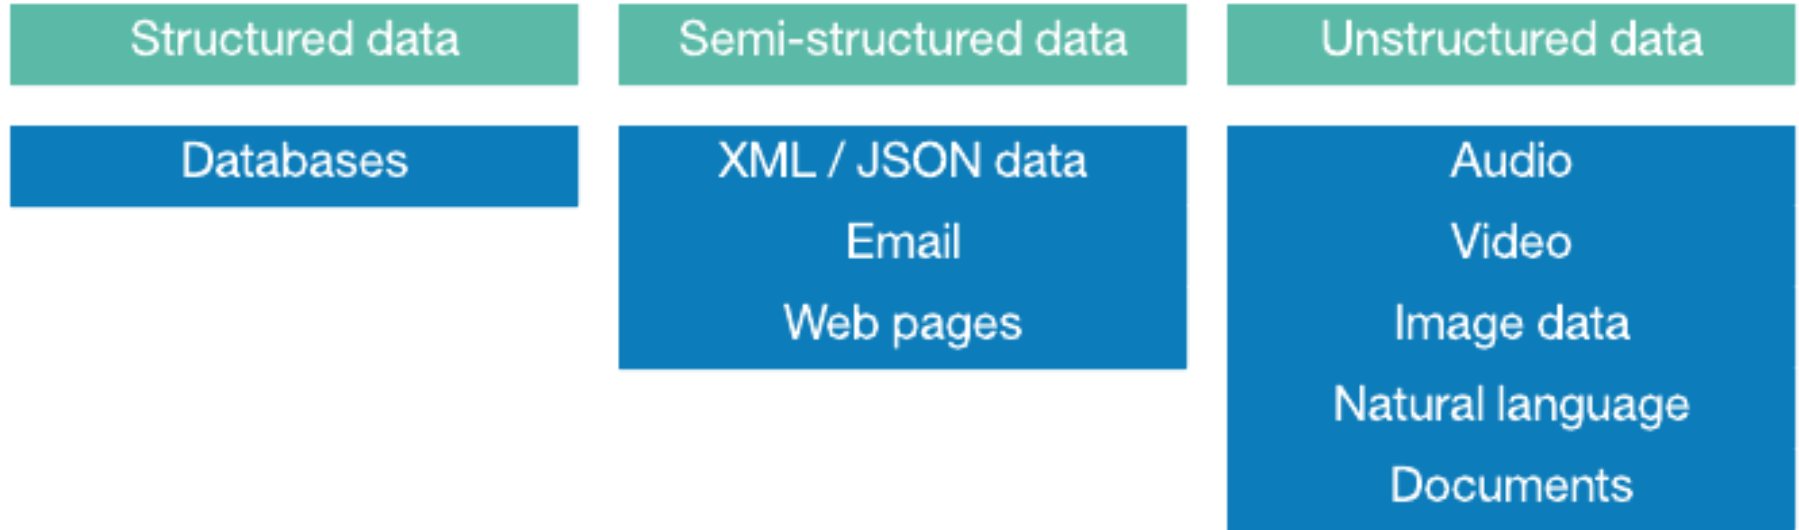 Structured data
Databases
Semi-structured data
XML / JSON data
Email
Web pages
Unstructured data
Audio
Video
Image data
Natural language
Documents